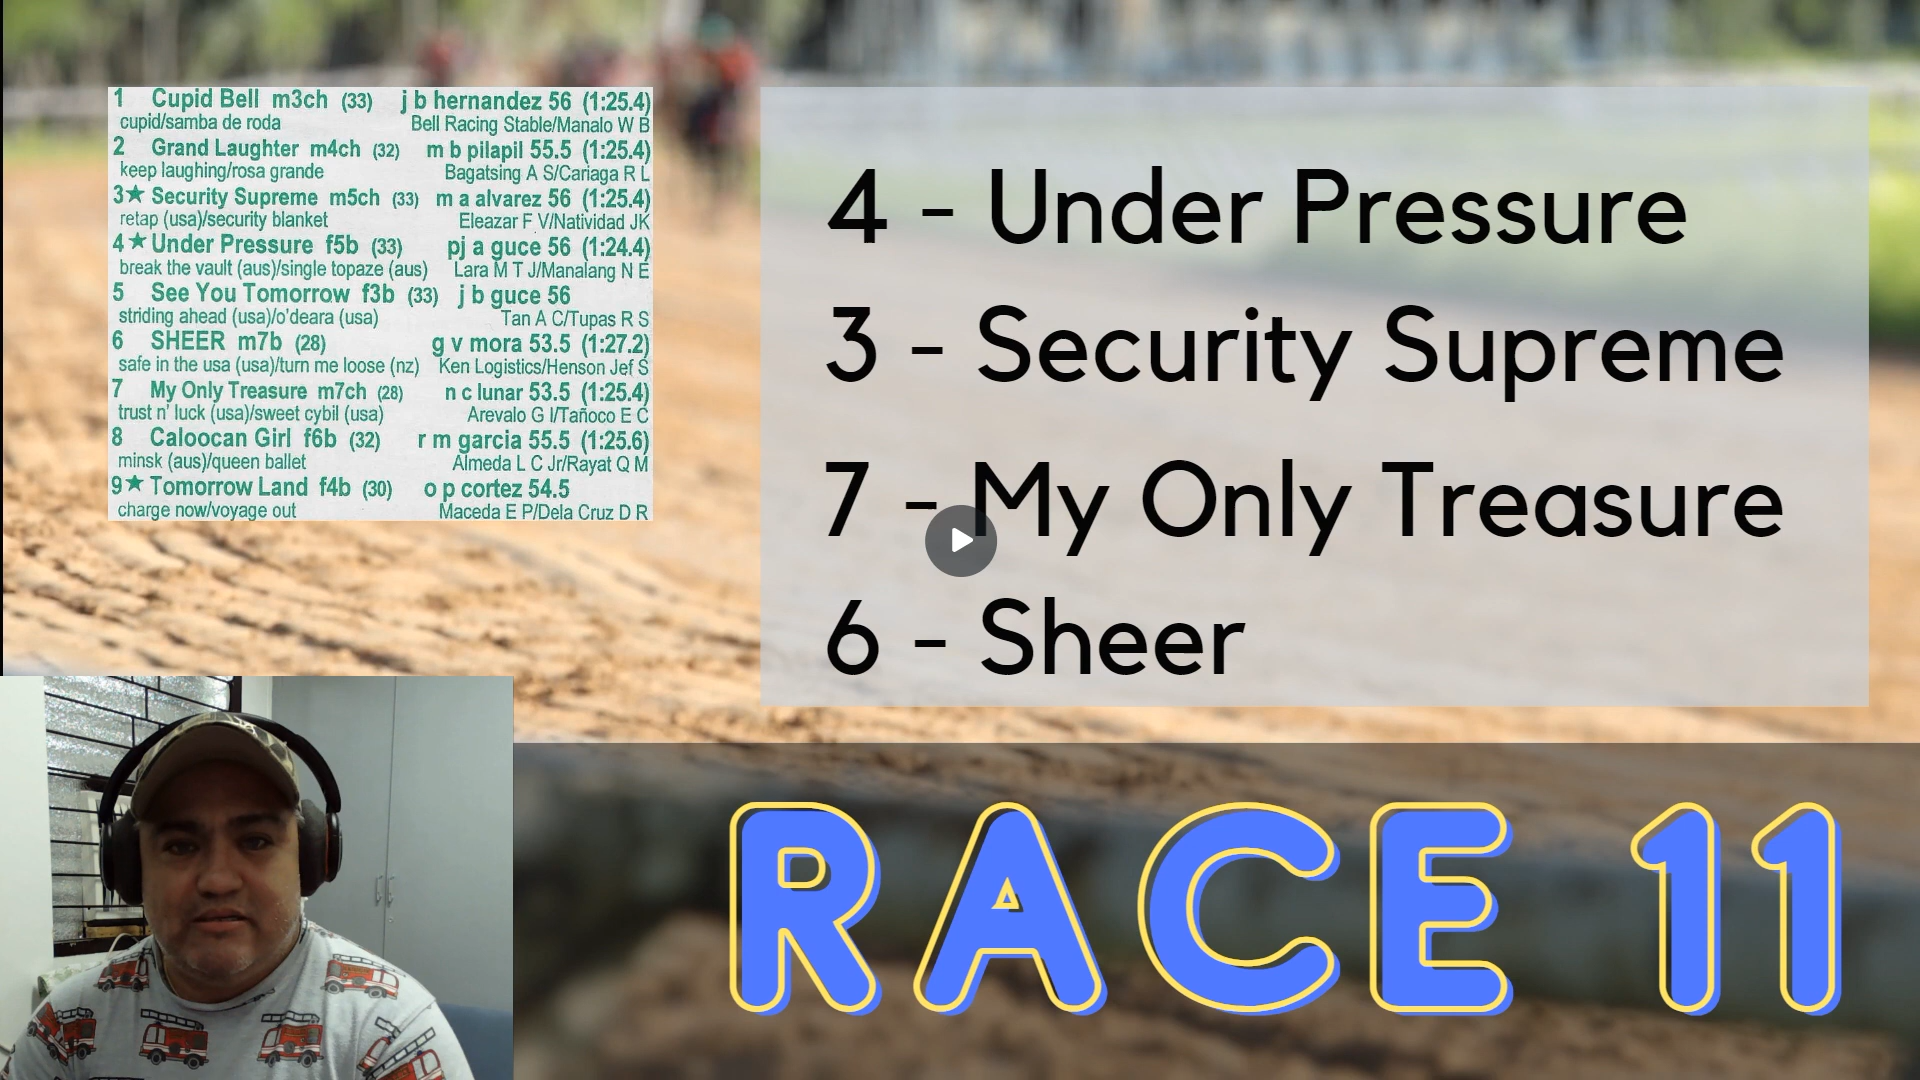 1 Cupid Bell m3ch (33) j b hernandez 56 (1:25.4)
cupid/samba de roda Bell Racing Stable/Manalo W B
2 Grand Laughter m4ch (32) m b pilapil 55.5 (1:25.4)
keep laughing/rosa grande Bagatsing A S/Cariaga R L
3★ Security Supreme m5ch (33) m a alvarez 56 (1:25.4)
retap (usa)/security blanket Eleazar F V/Natividad JK
4★ Under Pressure f5b (33) pj a guce 56 (1:24.4)
break the vault (aus)/single topaze (aus) Lara M T J/Manalang N E
5 See You Tomorrow f3b (33) j b guce 56
striding ahead (usa)/o'deara (usa) Tan A C/Tupas R S
6 SHEER m7b (28) g v mora 53.5 (1:27.2)
safe in the usa (usa)/turn me loose (nz) Ken Logistics/Henson Jef S
7 My Only Treasure m7ch (28) n c lunar 53.5 (1:25.4)
trust n' luck (usa)/sweet cybil (usa) Arevalo G I/Tañoco E C
8 Caloocan Girl f6b (32) r m garcia 55.5 (1:25.6)
minsk (aus)/queen ballet Almeda L C Jr/Rayat Q M
9★ Tomorrow Land f4b (30) o p cortez 54.5
charge now/voyage out Maceda E P/Dela Cruz D R
4 - Under Pressure
3 - Security Supreme
7 - My Only Treasure
6 - Sheer
RACE 11